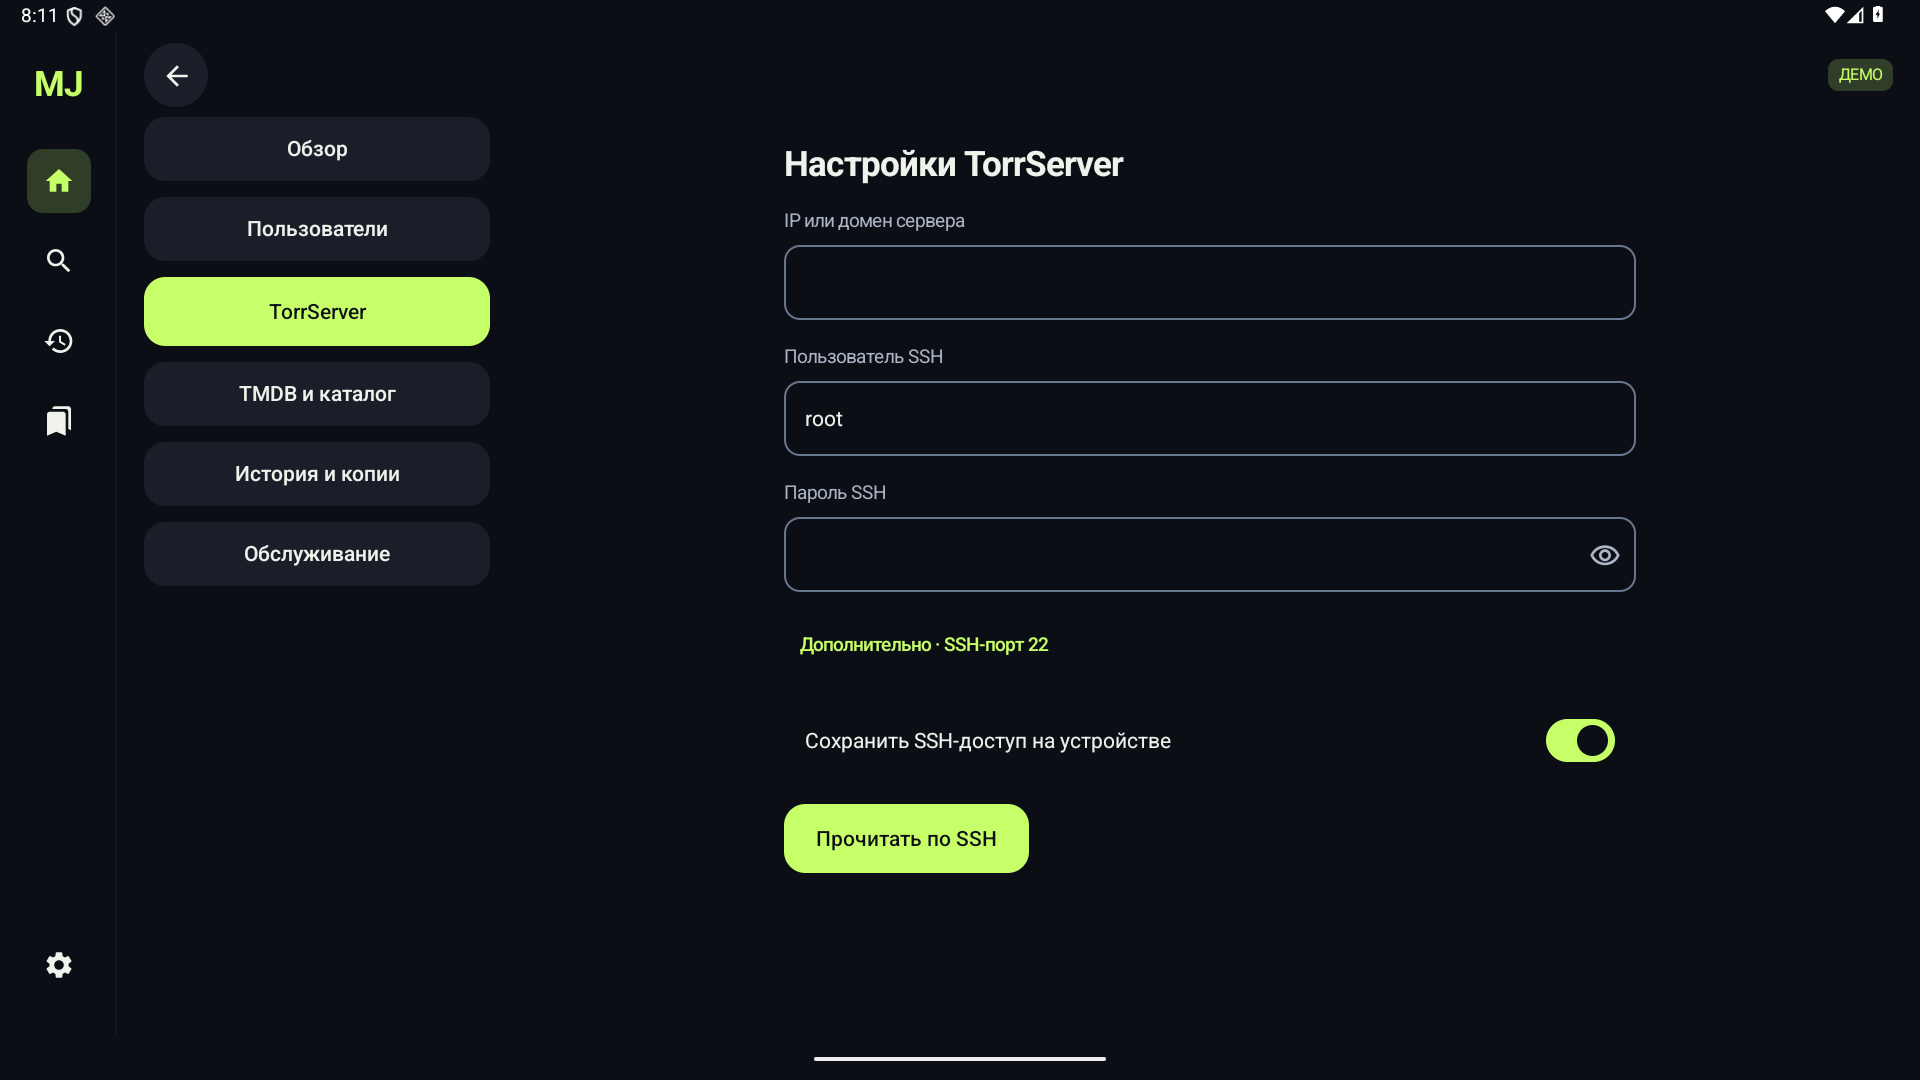 8:11
MJ
ДЕМО
Обзор
Пользователи
TorrServer
TMDB и каталог
История и копии
Обслуживание
Настройки TorrServer
IP или домен сервера
Пользователь SSH
root
Пароль SSH
Дополнительно · SSH-порт 22
Сохранить SSH-доступ на устройстве
Прочитать по SSH